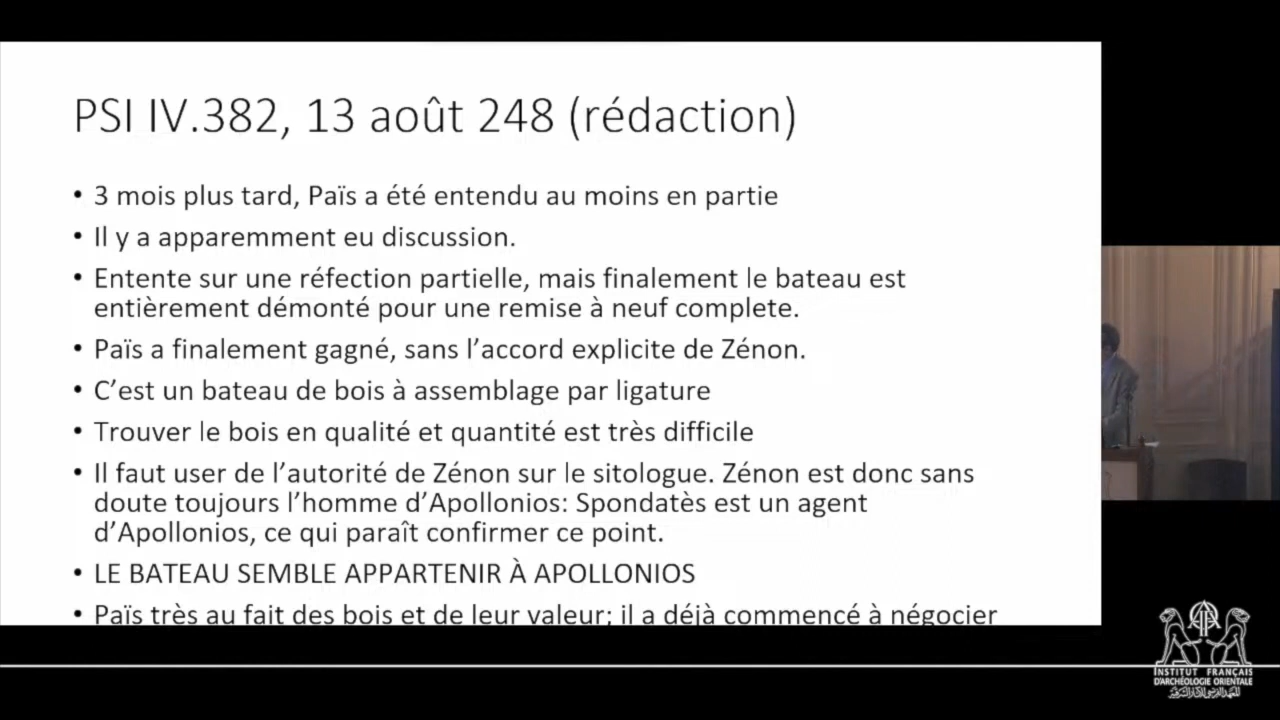 PSI IV.382, 13 août 248 (rédaction)
• 3 mois plus tard, Païs a été entendu au moins en partie
• Il y a apparemment eu discussion.
• Entente sur une réfection partielle, mais finalement le bateau est
entièrement démonté pour une remise à neuf complete.
• Païs a finalement gagné, sans l’accord explicite de Zénon.
• C’est un bateau de bois à assemblage par ligature
• Trouver le bois en qualité et quantité est très difficile
• Il faut user de l’autorité de Zénon sur le sitologue. Zénon est donc sans
doute toujours l’homme d’Apollonios: Spondatès est un agent
d’Apollonios, ce qui paraît confirmer ce point.
• LE BATEAU SEMBLE APPARTENIR À APOLLONIOS
• Païs très au fait des bois et de leur valeur; il a déjà commencé à négocier
INSTITUT FRANÇAIS
D’ARCHÉOLOGIE ORIENTALE